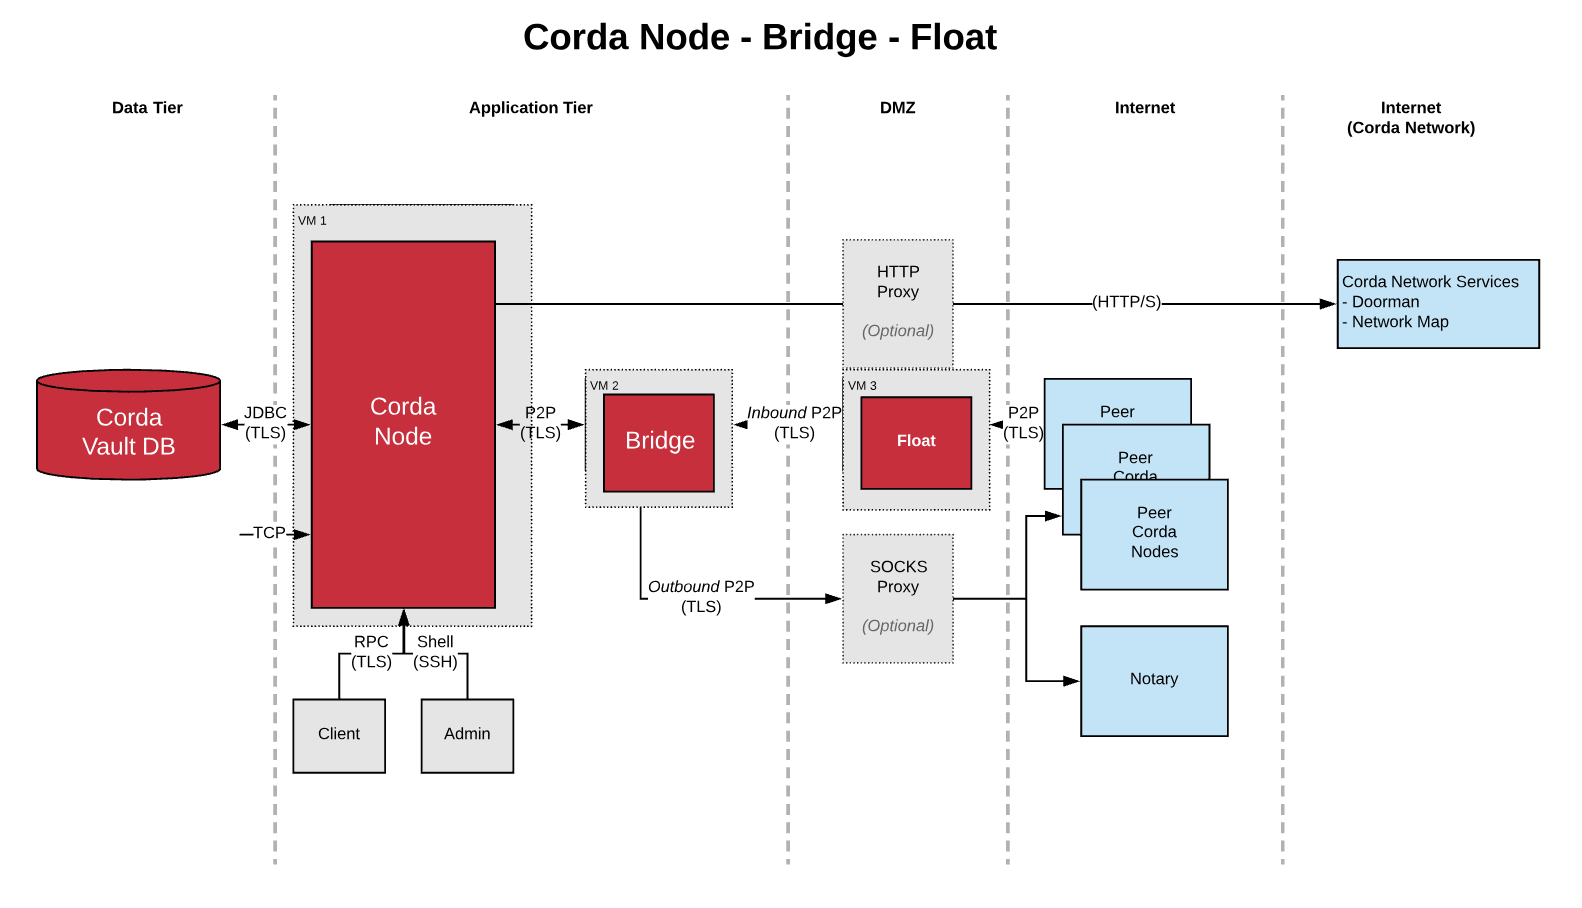 Corda Node - Bridge - Float
Data Tier
Application Tier
DMZ
Internet
Internet
(Corda Network)
VM 1
HTTP
Proxy
(Optional)
(HTTP/S)
Corda Network Services
- Doorman
- Network Map
Corda
Vault DB
JDBC
(TLS)
Corda
Node
P2P
(TLS)
VM 2
Bridge
Inbound P2P
(TLS)
VM 3
Float
P2P
(TLS)
Peer
Peer
Corda
Peer
Corda
Nodes
TCP
Outbound P2P
(TLS)
SOCKS
Proxy
(Optional)
RPC
(TLS)
Shell
(SSH)
Client
Admin
Notary